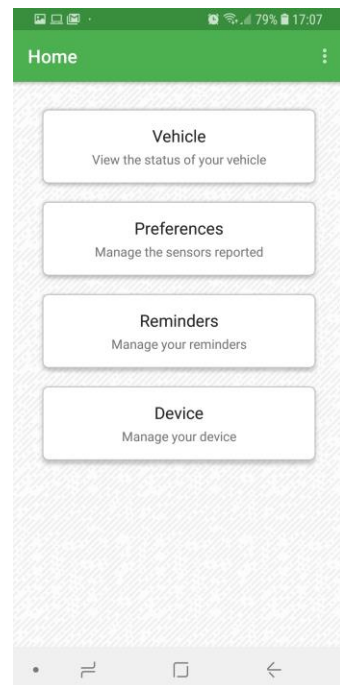 79% 17:07
Home
Vehicle
View the status of your vehicle
Preferences
Manage the sensors reported
Reminders
Manage your reminders
Device
Manage your device